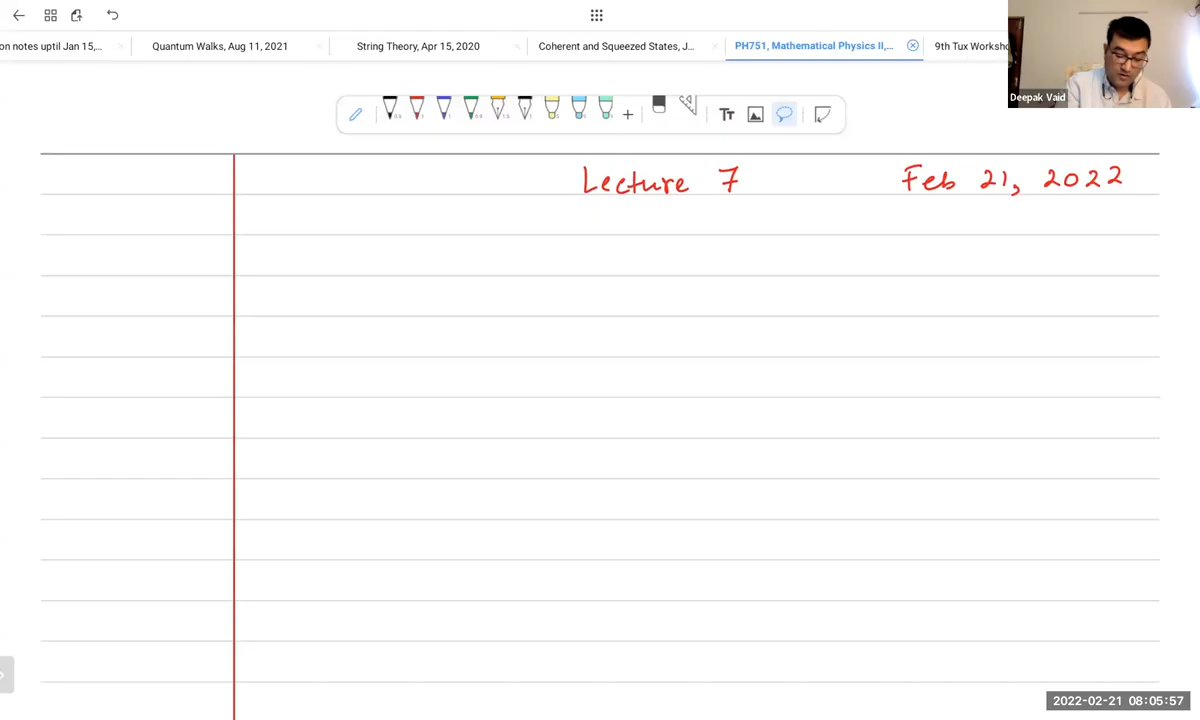 on notes uptil Jan 15,...
Quantum Walks, Aug 11, 2021
String Theory, Apr 15, 2020
Coherent and Squeezed States, J...
PH751, Mathematical Physics II,...
9th Tux Worksho
Deepak Vaid
Tт
Lecture 7
Feb 21, 2022
2022-02-21 08:05:57